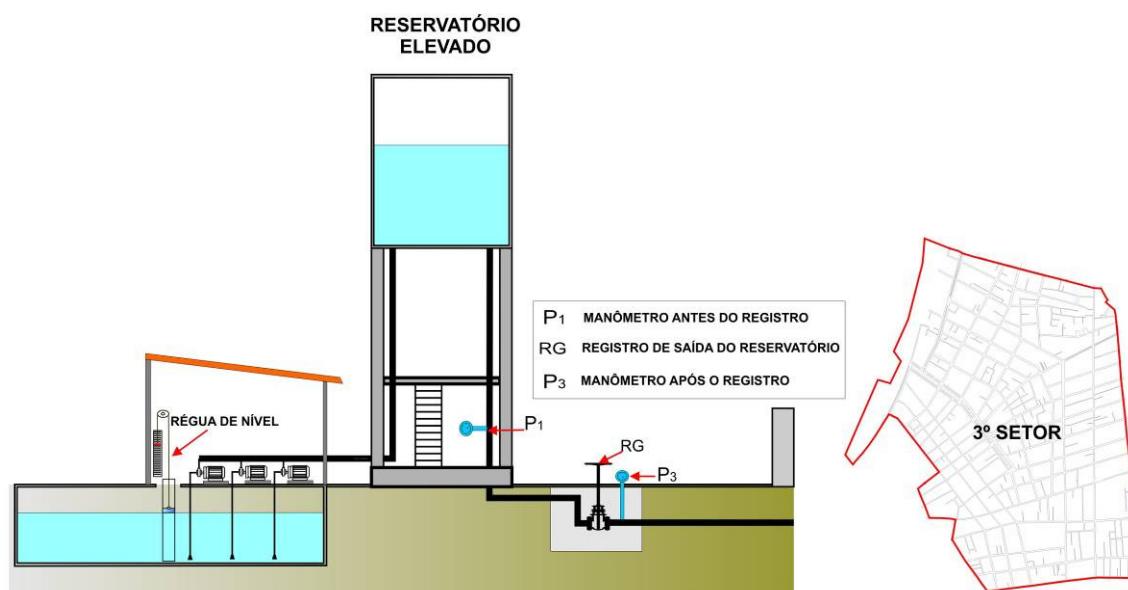 RESERVATÓRIO
ELEVADO
P1 MANÔMETRO ANTES DO REGISTRO
RG REGISTRO DE SAÍDA DO RESERVATÓRIO
P3 MANÔMETRO APÓS O REGISTRO
RÉGUA DE NÍVEL
P1
RG
P3
3º SETOR